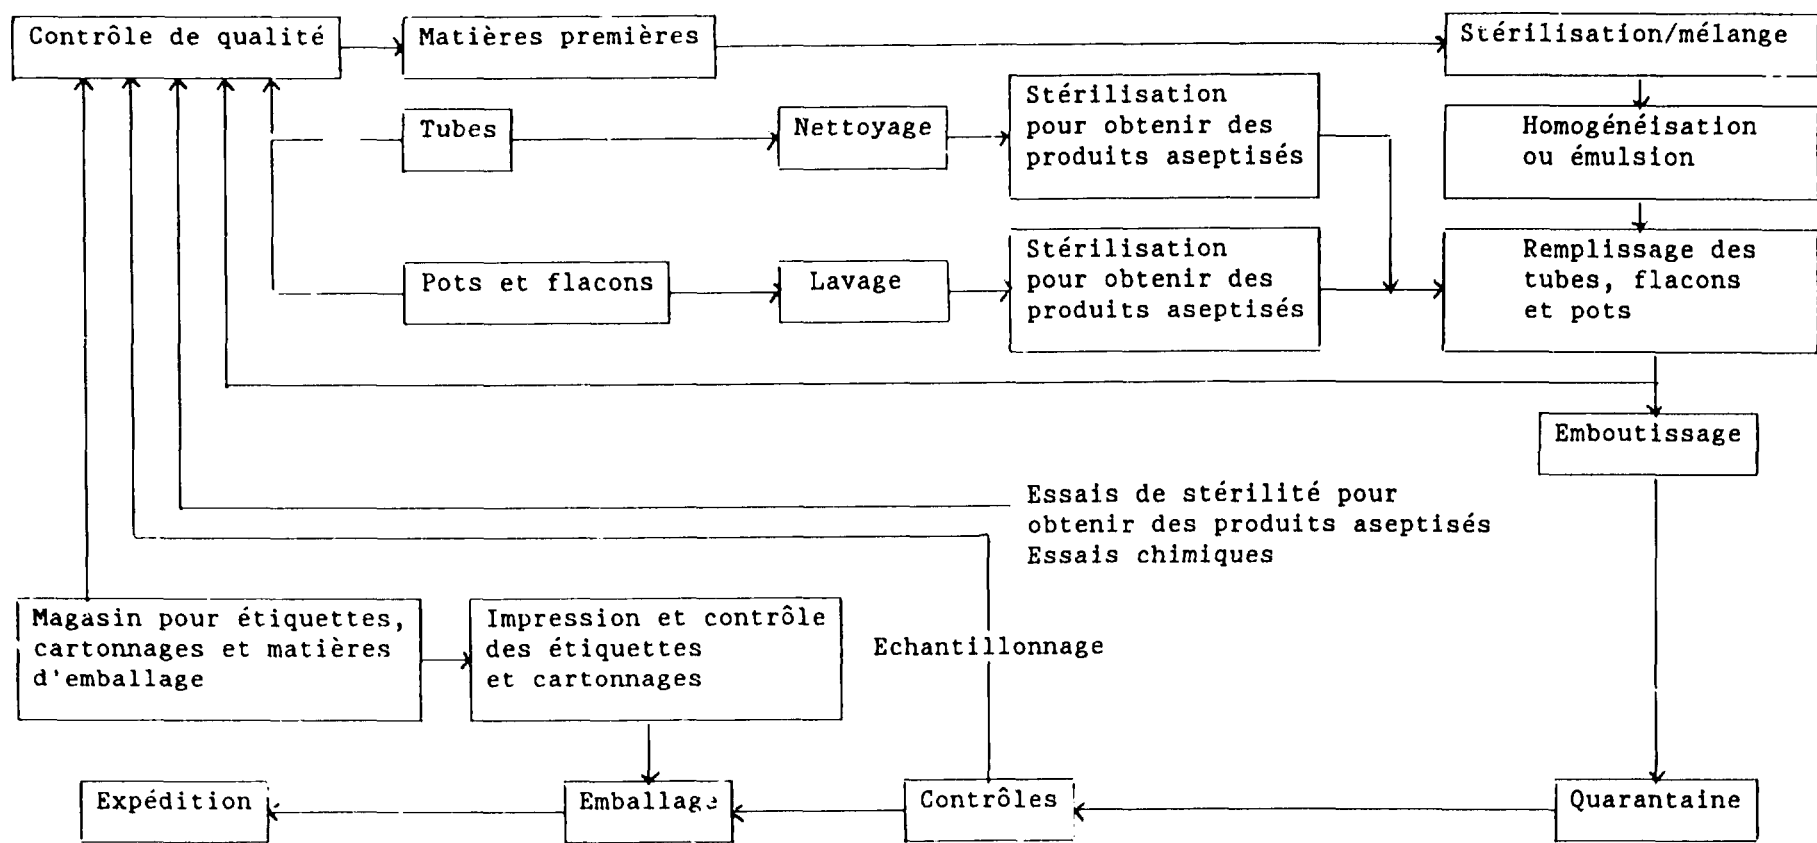 Contrôle de qualité
Matières premières
Stérilisation/mélange
Tubes
Nettoyage
Stérilisation
pour obtenir des
produits aseptisés
Homogénéisation
ou émulsion
Pots et flacons
Lavage
Stérilisation
pour obtenir des
produits aseptisés
Remplissage des
tubes, flacons
et pots
Emboutissage
Essais de stérilité pour
obtenir des produits aseptisés
Essais chimiques
Magasin pour étiquettes,
cartonnages et matières
d'emballage
Impression et contrôle
des étiquettes
et cartonnages
Echantillonnage
Expédition
Emballage
Contrôles
Quarantaine